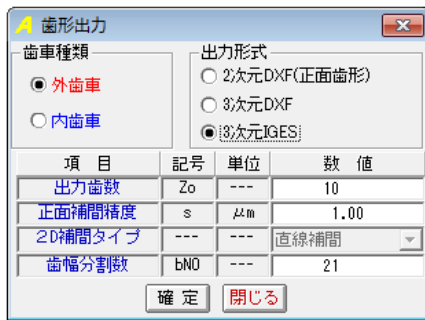 歯形出力
歯車種類
外歯車
内歯車
出力形式
2次元DXF(正面歯形)
3次元DXF
3次元IGES
項 目 記号 単位 数 値
出力歯数 Zo --- 10
正面補間精度 s μm 1.00
2D補間タイプ --- --- 直線補間
歯幅分割数 bNO --- 21
確 定 閉じる